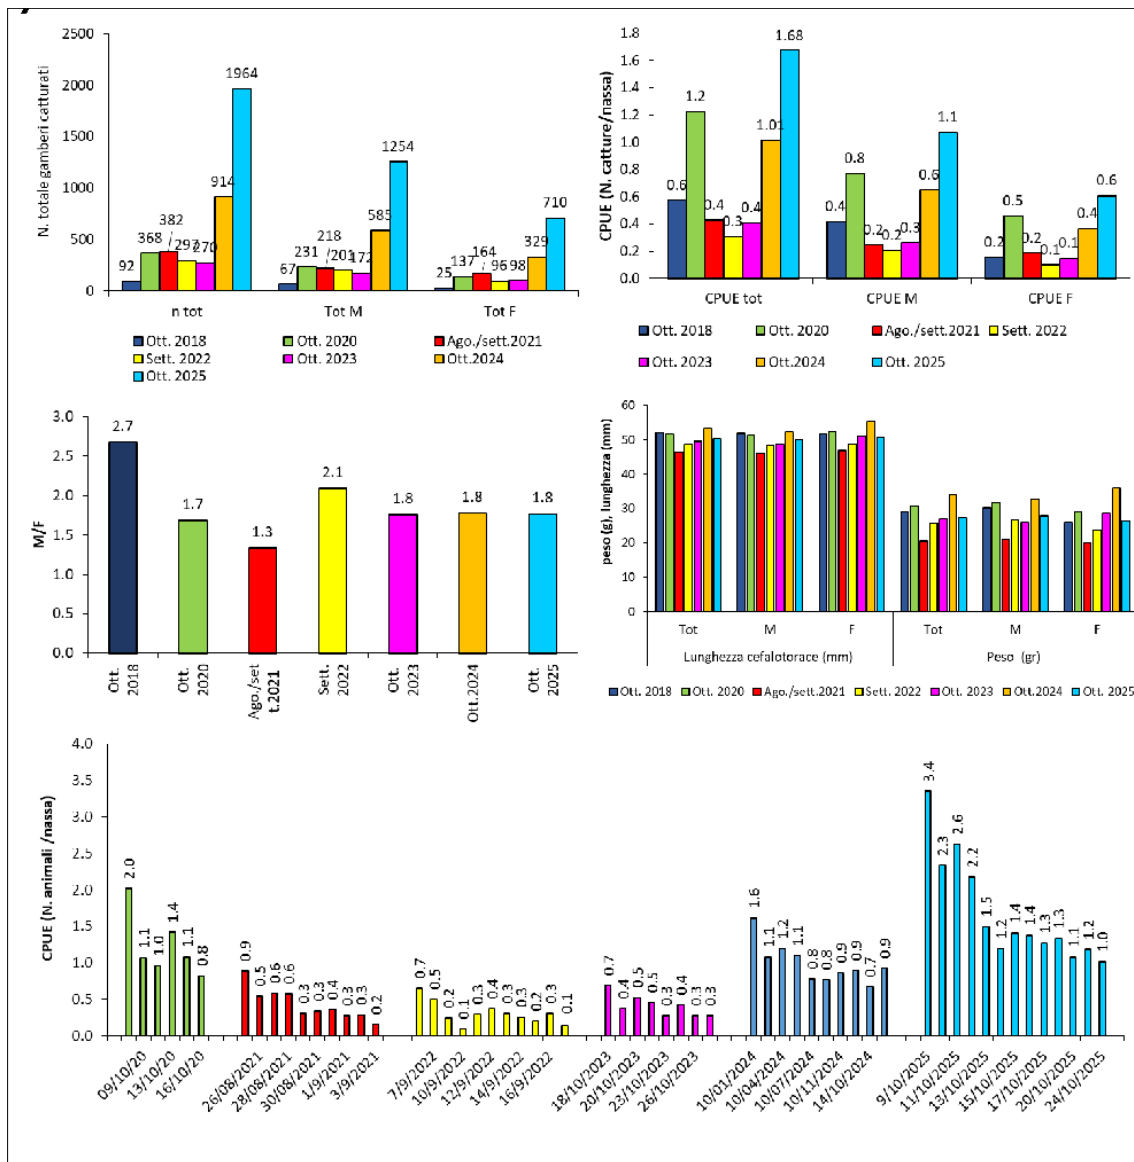 N. totale gamberi catturati
2500
2000
1500
1000
500
0
92 368 382 297 270 914 1964
67 231 218 201 172 585 1254
25 137 164 96 98 329 710
n tot Tot M Tot F
Ott. 2018 Ott. 2020 Ago./sett.2021
Sett. 2022 Ott. 2023 Ott.2024
Ott. 2025
CPUE (N. catture/nassa)
1.8
1.6
1.4
1.2
1.0
0.8
0.6
0.4
0.2
0.0
0.6 1.2 0.4 0.3 0.4 1.01 1.68
0.4 0.8 0.2 0.2 0.3 0.6 1.1
0.2 0.5 0.2 0.1 0.1 0.4 0.6
CPUE tot CPUE M CPUE F
Ott. 2018 Ott. 2020 Ago./sett.2021 Sett. 2022
Ott. 2023 Ott.2024 Ott. 2025
M/F
3.0
2.5
2.0
1.5
1.0
0.5
0.0
2.7 1.7 1.3 2.1 1.8 1.8 1.8
Ott.
2018
Ott.
2020
Ago./set
t.2021
Sett.
2022
Ott.
2023
Ott.2024
Ott.
2025
peso (g), lunghezza (mm)
60
50
40
30
20
10
0
Tot M F Tot M F
Lunghezza cefalotorace (mm) Peso (gr)
Ott. 2018 Ott. 2020 Ago./sett.2021 Sett. 2022 Ott. 2023 Ott.2024 Ott. 2025
CPUE (N. animali /nassa)
4.0
3.5
3.0
2.5
2.0
1.5
1.0
0.5
0.0
2.0 1.1 1.0 1.4 1.1 0.8
0.9 0.5 0.6 0.6 0.3 0.3 0.4 0.3 0.3 0.2
0.7 0.5 0.2 0.1 0.3 0.4 0.3 0.3 0.2 0.3 0.1
0.7 0.4 0.5 0.5 0.3 0.4 0.3 0.3
1.6 1.1 1.2 1.1 0.8 0.8 0.9 0.9 0.7 0.9
3.4 2.3 2.6 2.2 1.5 1.2 1.4 1.4 1.3 1.3 1.1 1.2 1.0
09/10/20 13/10/20 16/10/20
26/08/2021 28/08/2021 30/08/2021 1/9/2021 3/9/2021
7/9/2022 10/9/2022 12/9/2022 14/9/2022 16/9/2022
18/10/2023 20/10/2023 23/10/2023 26/10/2023
10/01/2024 10/04/2024 10/07/2024 10/11/2024 14/10/2024
9/10/2025 11/10/2025 13/10/2025 15/10/2025 17/10/2025 20/10/2025 24/10/2025